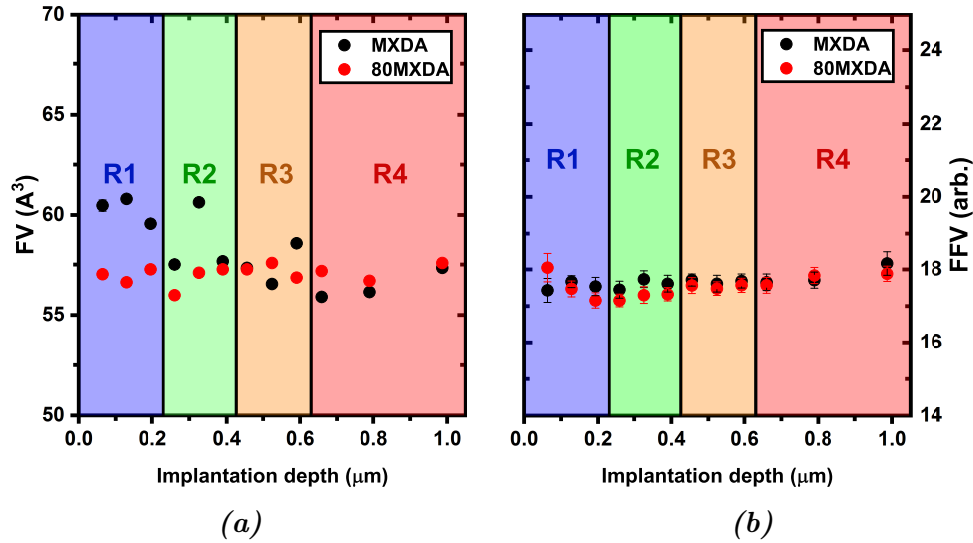 70
65
60
55
50
FV (A³)
MXDA
80MXDA
R1 R2 R3 R4
0.0 0.2 0.4 0.6 0.8 1.0
Implantation depth (μm)
(a)
MXDA
80MXDA
R1 R2 R3 R4
24
22
20
18
16
14
FFV (arb.)
0.0 0.2 0.4 0.6 0.8 1.0
Implantation depth (μm)
(b)